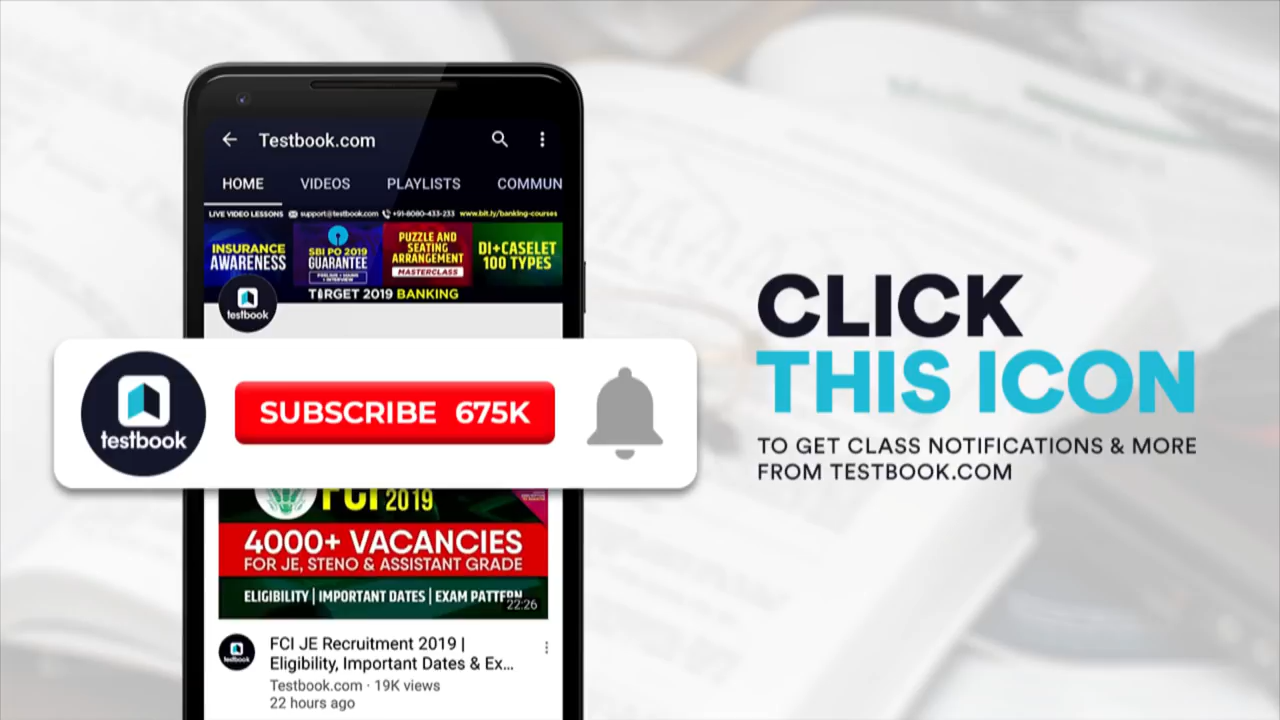 Testbook.com
HOME VIDEOS PLAYLISTS COMMUN
LIVE VIDEO LESSONS support@testbook.com +91-8080-433-233 www.bit.ly/banking-courses
INSURANCE
AWARENESS
SBI PO 2019
GUARANTEE
PRELIMS + MAINS
+ INTERVIEW
PUZZLE AND
SEATING
ARRANGEMENT
MASTERCLASS
DI+CASELET
100 TYPES
TARGET 2019 BANKING
testbook
testbook
SUBSCRIBE 675K
CLICK
THIS ICON
TO GET CLASS NOTIFICATIONS & MORE
FROM TESTBOOK.COM
FCI 2019
4000+ VACANCIES
FOR JE, STENO & ASSISTANT GRADE
ELIGIBILITY | IMPORTANT DATES | EXAM PATTERN
22:26
testbook
FCI JE Recruitment 2019 |
Eligibility, Important Dates & Ex...
Testbook.com · 19K views
22 hours ago